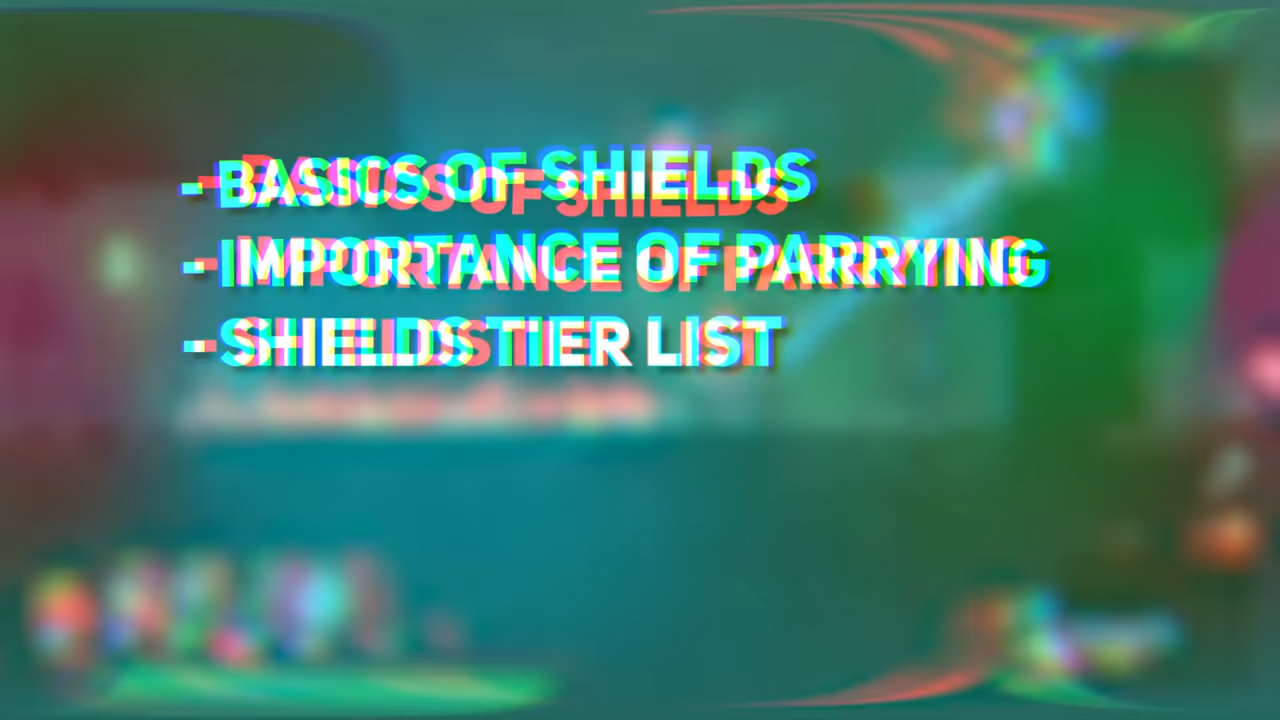 - BASICS OF SHIELDS
- IMPORTANCE OF PARRYING
- SHIELDS TIER LIST